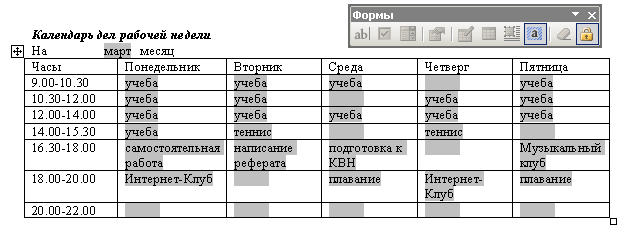 Формы
ab|
Календарь дел рабочей недели
На март месяц
Часы Понедельник Вторник Среда Четверг Пятница
9.00-10.30 учеба учеба учеба учеба
10.30-12.00 учеба учеба учеба учеба
12.00-14.00 учеба учеба учеба учеба учеба
14.00-15.30 учеба теннис теннис
16.30-18.00 самостоятельная написание подготовка к Музыкальный
работа реферата КВН клуб
18.00-20.00 Интернет-Клуб плавание Интернет- плавание
Клуб
20.00-22.00